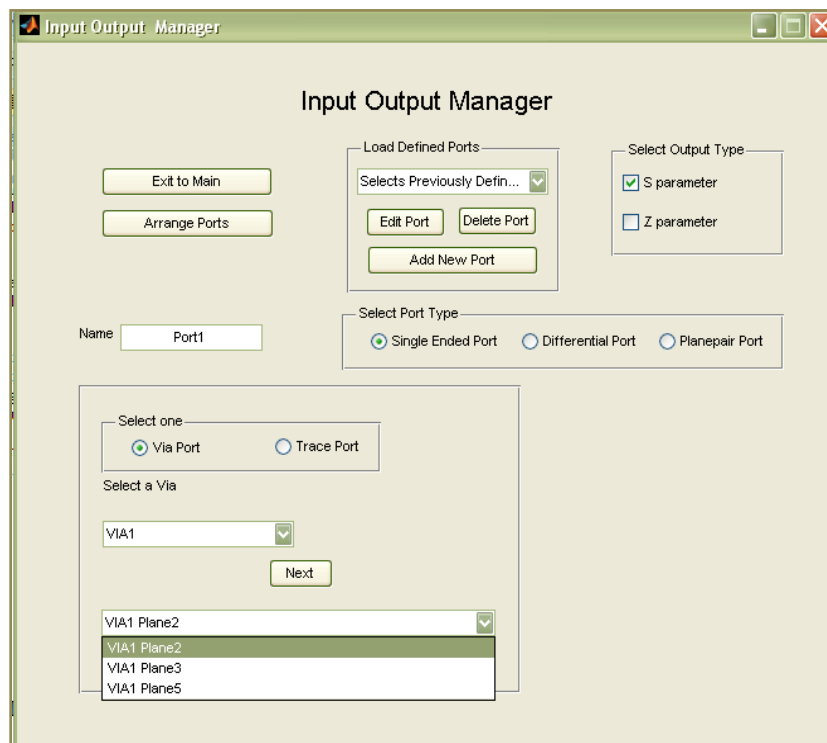 Input Output Manager
Input Output Manager
Load Defined Ports
Select Output Type
Exit to Main
Selects Previously Defin...
S parameter
Arrange Ports
Edit Port
Delete Port
Z parameter
Add New Port
Select Port Type
Name
Port1
Single Ended Port
Differential Port
Planepair Port
Select one
Via Port
Trace Port
Select a Via
VIA1
Next
VIA1 Plane2
VIA1 Plane2
VIA1 Plane3
VIA1 Plane5